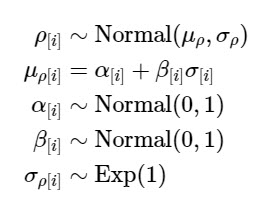 ρ[i] ∼ Normal(μρ, σρ)
μρ[i] = α[i] + β[i]σ[i]
α[i] ∼ Normal(0, 1)
β[i] ∼ Normal(0, 1)
σρ[i] ∼ Exp(1)